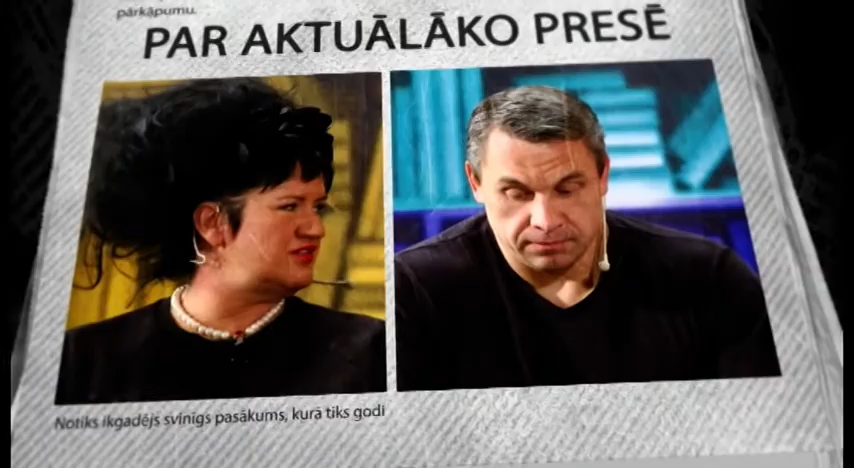 pārkāpumu.
PAR AKTUĀLĀKO PRESĒ
Notiks ikgadējs svinīgs pasākums, kurā tiks godi